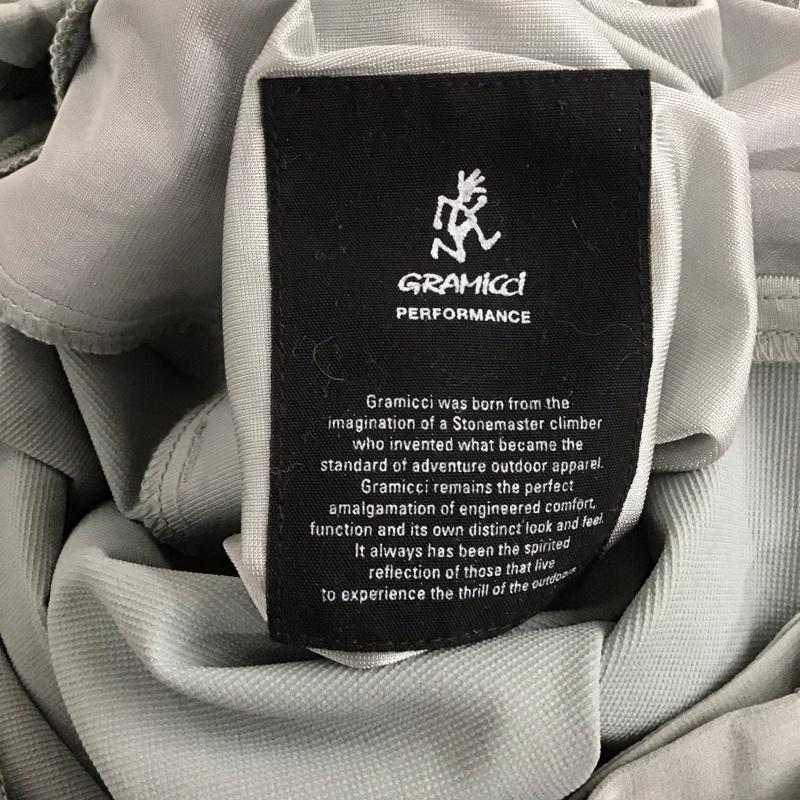 GRAMICCI
PERFORMANCE
Gramicci was born from the
imagination of a Stonemaster climber
who invented what became the
standard of adventure outdoor apparel.
Gramicci remains the perfect
amalgamation of engineered comfort,
function and its own distinct look and feel.
It always has been the spirited
reflection of those that live
to experience the thrill of the outdoors